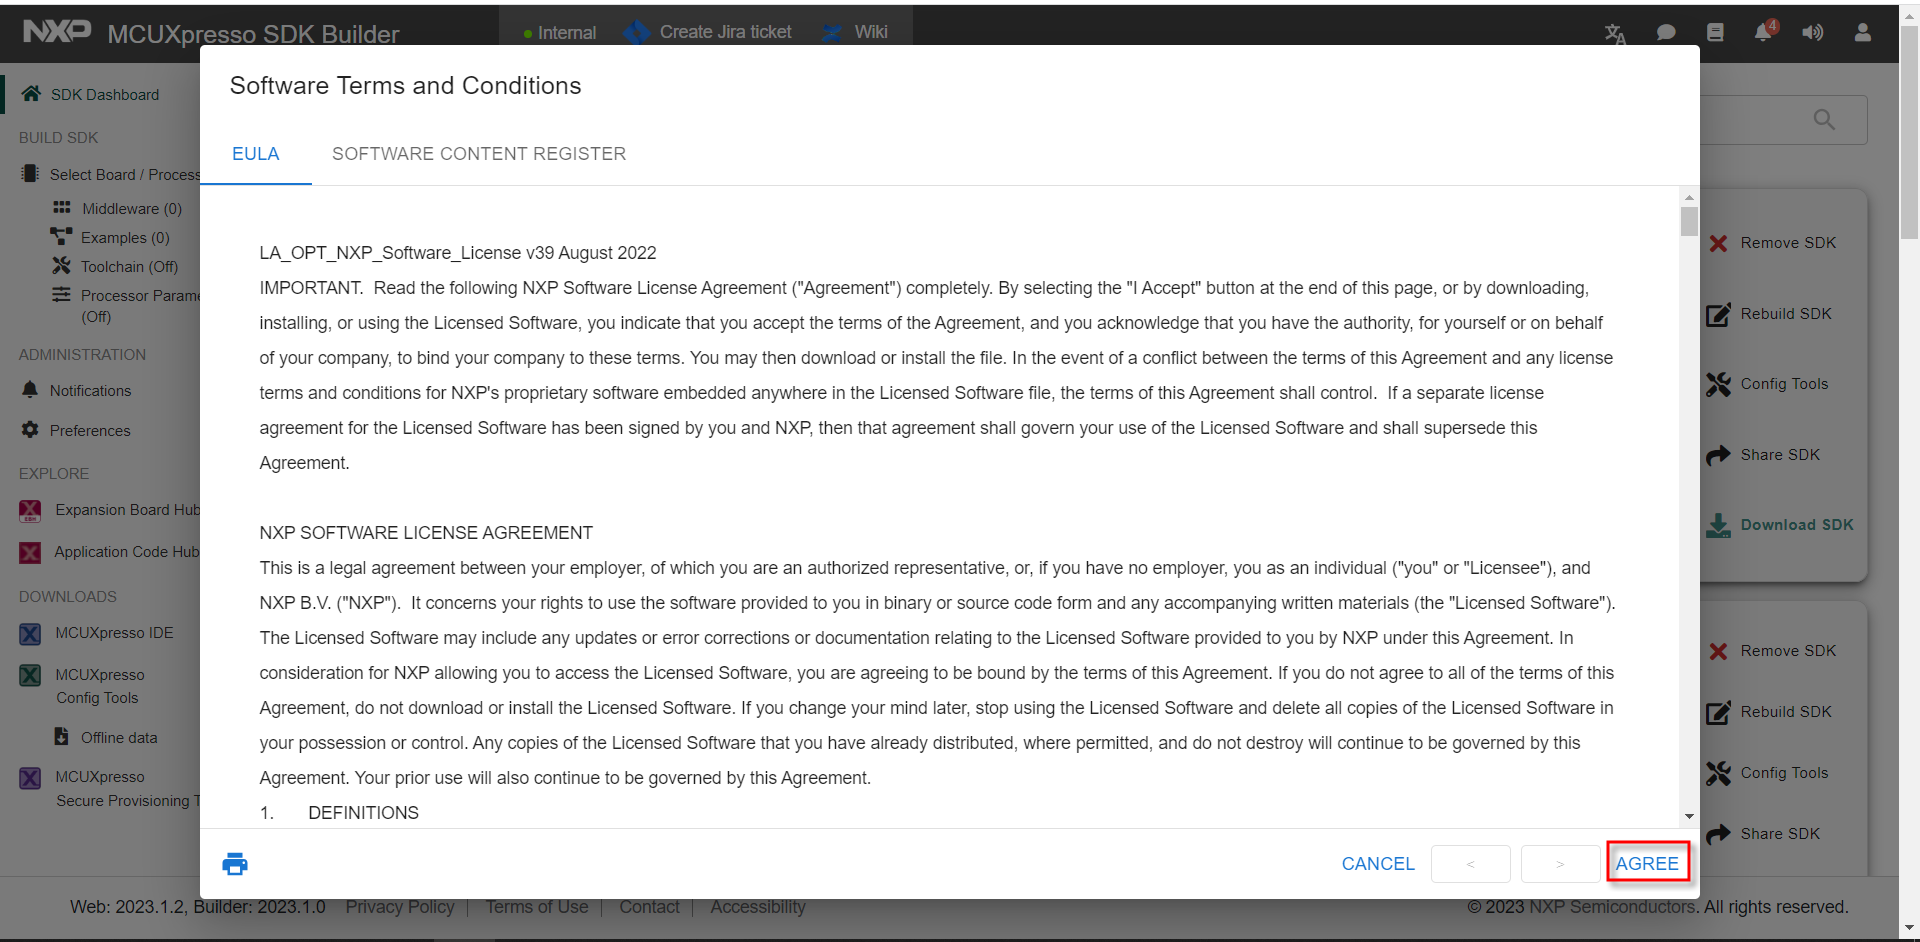 NXP MCUXpresso SDK Builder
Internal
Create Jira ticket
Wiki
4
SDK Dashboard
BUILD SDK
Select Board / Process
Middleware (0)
Examples (0)
Toolchain (Off)
Processor Parame
(Off)
ADMINISTRATION
Notifications
Preferences
EXPLORE
Expansion Board Hub
Application Code Hub
DOWNLOADS
MCUXpresso IDE
MCUXpresso
Config Tools
Offline data
MCUXpresso
Secure Provisioning T
Software Terms and Conditions
EULA
SOFTWARE CONTENT REGISTER
LA_OPT_NXP_Software_License v39 August 2022
IMPORTANT.  Read the following NXP Software License Agreement ("Agreement") completely. By selecting the "I Accept" button at the end of this page, or by downloading,
installing, or using the Licensed Software, you indicate that you accept the terms of the Agreement, and you acknowledge that you have the authority, for yourself or on behalf
of your company, to bind your company to these terms. You may then download or install the file. In the event of a conflict between the terms of this Agreement and any license
terms and conditions for NXP's proprietary software embedded anywhere in the Licensed Software file, the terms of this Agreement shall control.  If a separate license
agreement for the Licensed Software has been signed by you and NXP, then that agreement shall govern your use of the Licensed Software and shall supersede this
Agreement.
NXP SOFTWARE LICENSE AGREEMENT
This is a legal agreement between your employer, of which you are an authorized representative, or, if you have no employer, you as an individual ("you" or "Licensee"), and
NXP B.V. ("NXP").  It concerns your rights to use the software provided to you in binary or source code form and any accompanying written materials (the "Licensed Software").
The Licensed Software may include any updates or error corrections or documentation relating to the Licensed Software provided to you by NXP under this Agreement. In
consideration for NXP allowing you to access the Licensed Software, you are agreeing to be bound by the terms of this Agreement. If you do not agree to all of the terms of this
Agreement, do not download or install the Licensed Software. If you change your mind later, stop using the Licensed Software and delete all copies of the Licensed Software in
your possession or control. Any copies of the Licensed Software that you have already distributed, where permitted, and do not destroy will continue to be governed by this
Agreement. Your prior use will also continue to be governed by this Agreement.
1. DEFINITIONS
CANCEL
<
>
AGREE
Remove SDK
Rebuild SDK
Config Tools
Share SDK
Download SDK
Remove SDK
Rebuild SDK
Config Tools
Share SDK
Web: 2023.1.2, Builder: 2023.1.0
Privacy Policy
Terms of Use
Contact
Accessibility
© 2023 NXP Semiconductors. All rights reserved.